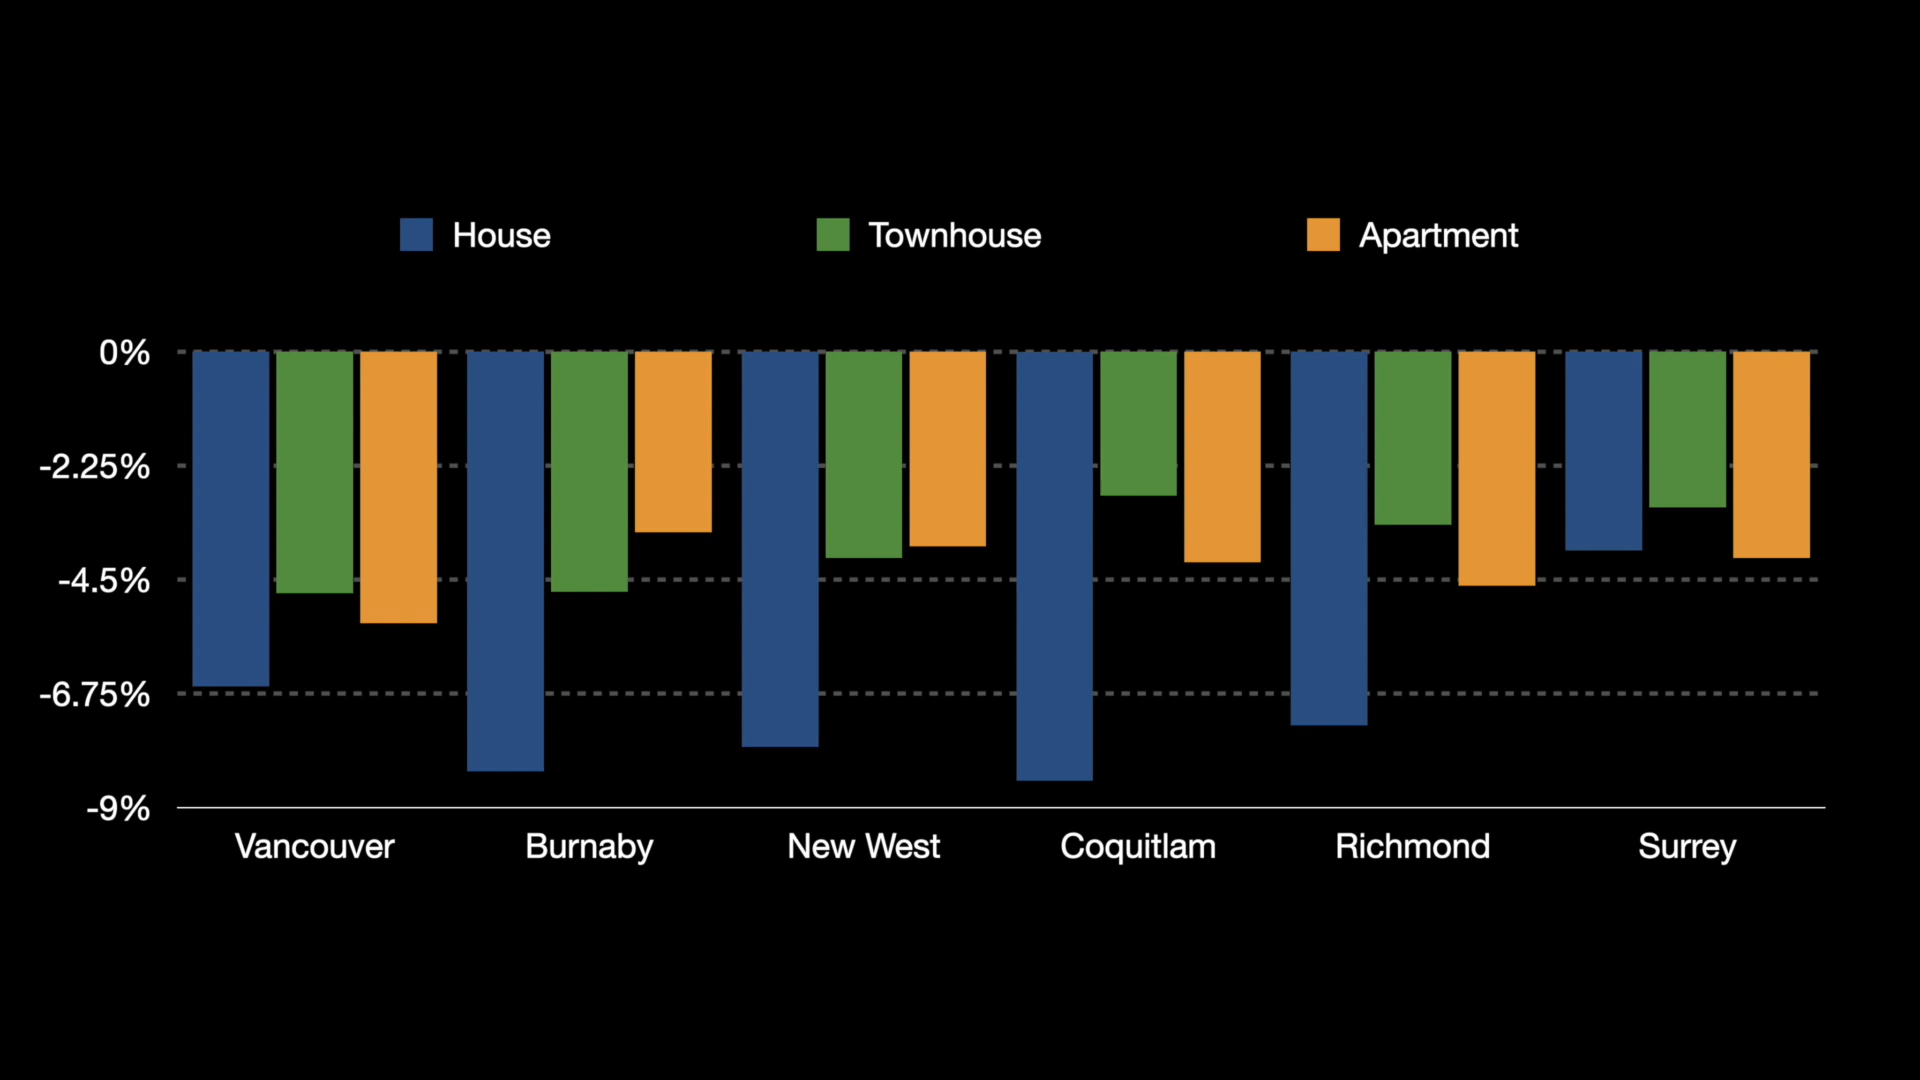 House Townhouse Apartment
0%
-2.25%
-4.5%
-6.75%
-9%
Vancouver Burnaby New West Coquitlam Richmond Surrey